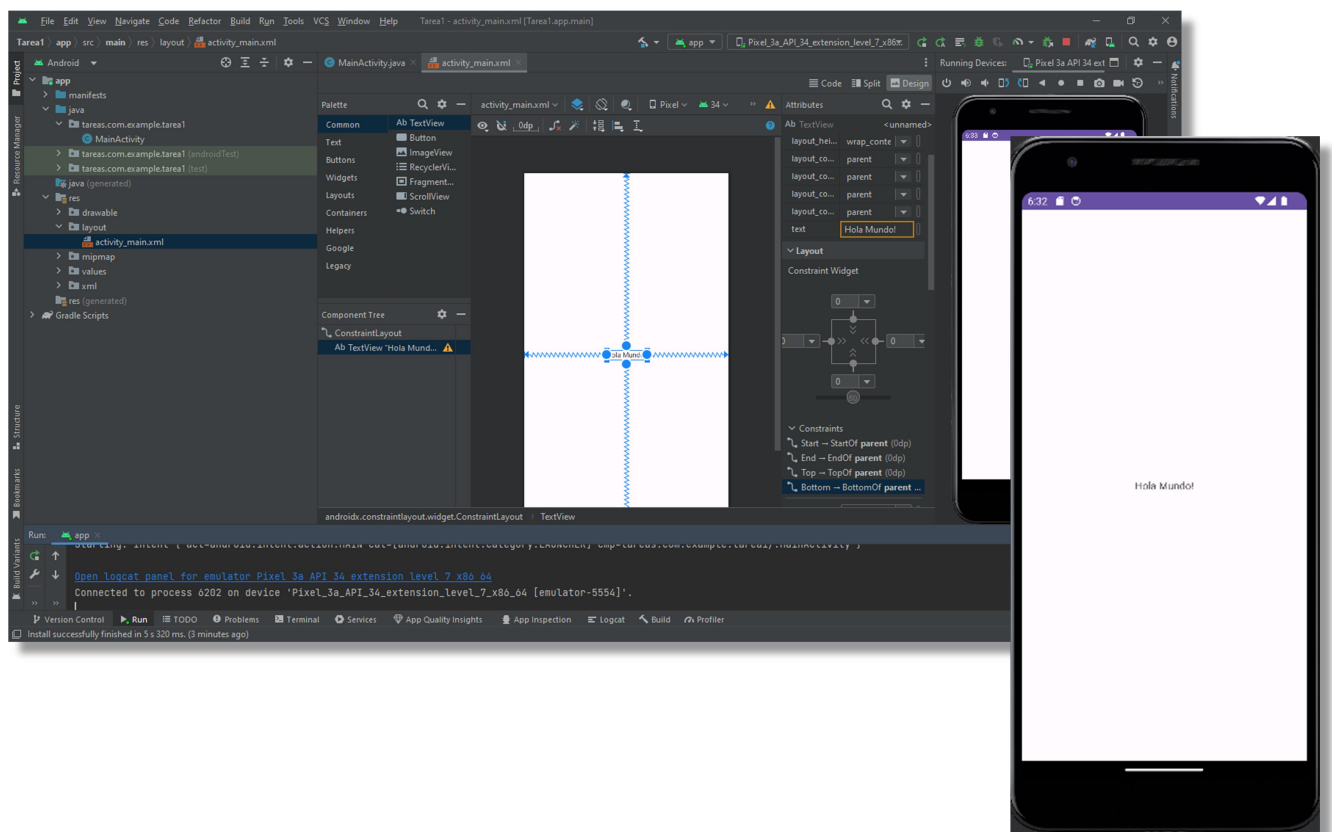 File Edit View Navigate Code Refactor Build Run Tools VCS Window Help Tarea1 - activity_main.xml [Tarea1.app.main]
Tarea1 app src main res layout activity_main.xml
app Pixel_3a_API_34_extension_level_7_x86
Project
Resource Manager
Structure
Bookmarks
Build Variants
Notifications
Android
app
manifests
java
tareas.com.example.tarea1
MainActivity
tareas.com.example.tarea1 (androidTest)
tareas.com.example.tarea1 (test)
java (generated)
res
drawable
layout
activity_main.xml
mipmap
values
xml
res (generated)
Gradle Scripts
MainActivity.java activity_main.xml
Code Split Design
Palette
Common
Text
Buttons
Widgets
Layouts
Containers
Helpers
Google
Legacy
Ab TextView
Button
ImageView
RecyclerVi...
Fragment...
ScrollView
Switch
Component Tree
ConstraintLayout
Ab TextView "Hola Mund...
activity_main.xml Pixel 34
0dp
ola Mund
androidx.constraintlayout.widget.ConstraintLayout TextView
Attributes
Ab TextView <unnamed>
layout_hei... wrap_conte
layout_co... parent
layout_co... parent
layout_co... parent
layout_co... parent
text Hola Mundo!
Layout
Constraint Widget
0
0 0
0
50
Constraints
Start → StartOf parent (0dp)
End → EndOf parent (0dp)
Top → TopOf parent (0dp)
Bottom → BottomOf parent ...
Running Devices: Pixel 3a API 34 ext
6:33
6:32
Hola Mundo!
Run: app
Open logcat panel for emulator Pixel 3a API 34 extension level 7 x86 64
Connected to process 6202 on device 'Pixel_3a_API_34_extension_level_7_x86_64 [emulator-5554]'.
Version Control Run TODO Problems Terminal Services App Quality Insights App Inspection Logcat Build Profiler
Install successfully finished in 5 s 320 ms. (3 minutes ago)